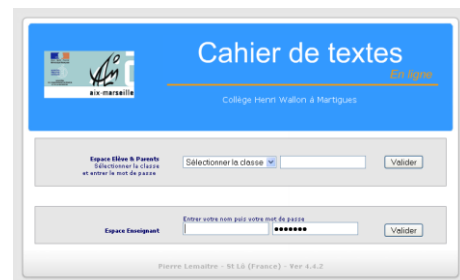 Cahier de textes
En ligne
aix-marseille
Collège Henri Wallon à Martigues
Espace Elève & Parents
Sélectionner la classe
et entrer le mot de passe
Sélectionner la classe
Valider
Entrer votre nom puis votre mot de passe
Espace Enseignant
•••••••
Valider
Pierre Lemaitre - St Lô (France) - Ver 4.4.2